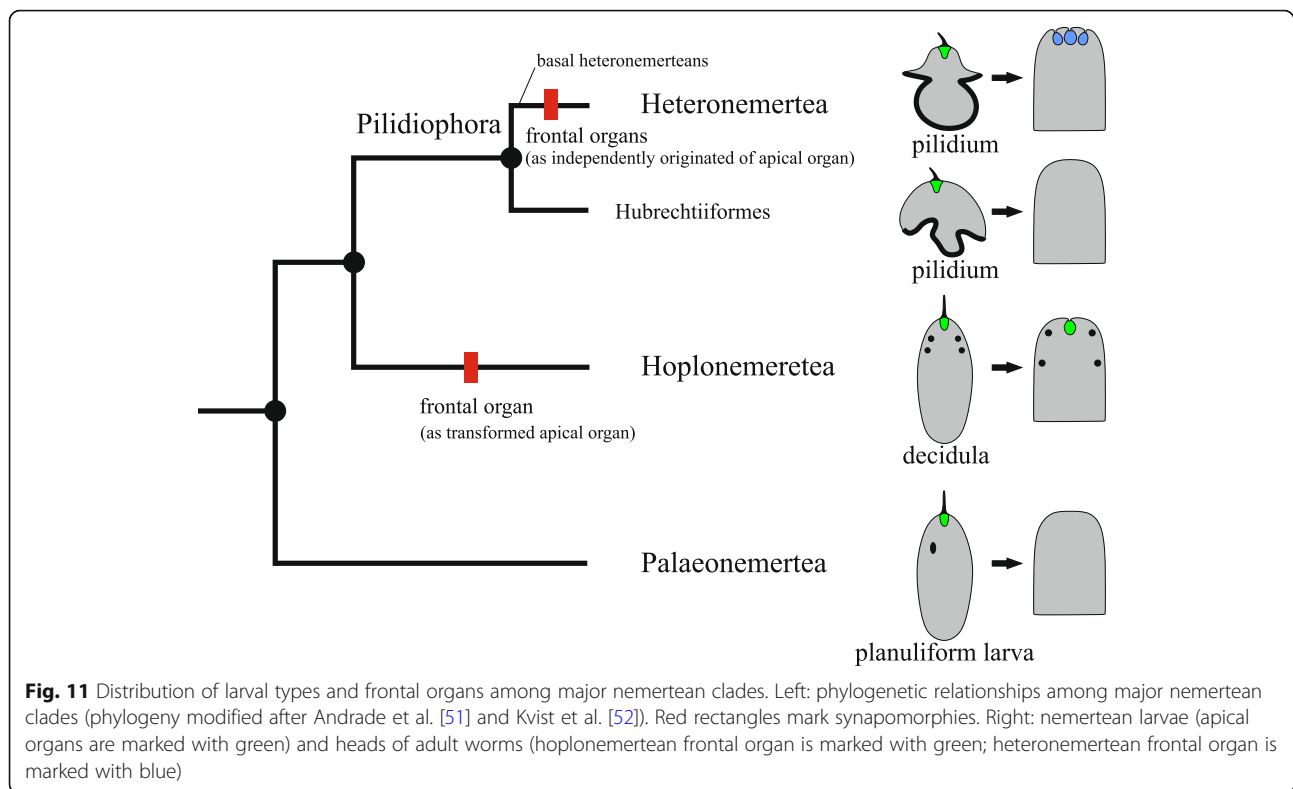 basal heteronemerteans
Heteronemertea
Pilidiophora
frontal organs
(as independently originated of apical organ)
pilidium
Hubrechtiiformes
pilidium
Hoplonemeretea
frontal organ
(as transformed apical organ)
decidula
Palaeonemertea
planuliform larva
Fig. 11 Distribution of larval types and frontal organs among major nemertean clades. Left: phylogenetic relationships among major nemertean
clades (phylogeny modified after Andrade et al. [51] and Kvist et al. [52]). Red rectangles mark synapomorphies. Right: nemertean larvae (apical
organs are marked with green) and heads of adult worms (hoplonemertean frontal organ is marked with green; heteronemertean frontal organ is
marked with blue)